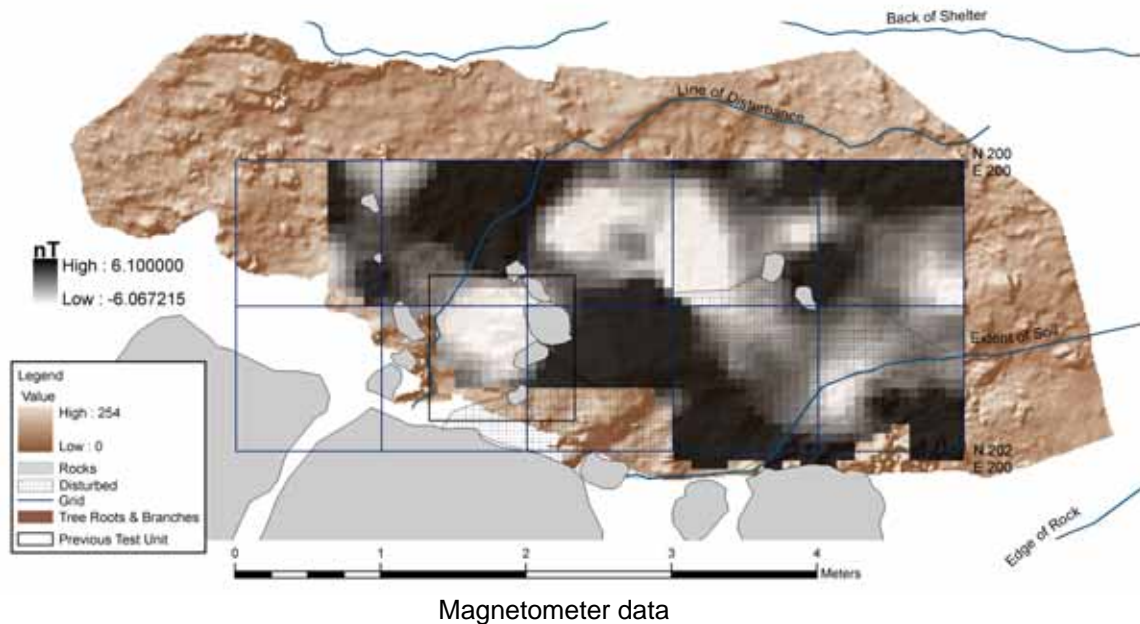 Back of Shelter
Line of Disturbance
N 200
E 200
nT
High : 6.100000
Low : -6.067215
Extent of Soil
Legend
Value
High : 254
Low : 0
Rocks
Disturbed
Grid
Tree Roots & Branches
Previous Test Unit
N 202
E 200
Edge of Rock
0 1 2 3 4
Meters
Magnetometer data